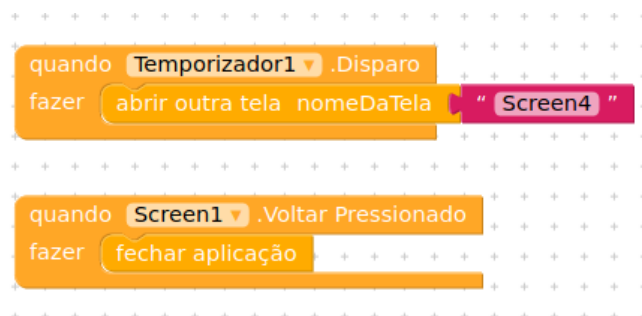 quando Temporizador1 .Disparo
fazer abrir outra tela nomeDaTela “ Screen4 ”
quando Screen1 .Voltar Pressionado
fazer fechar aplicação